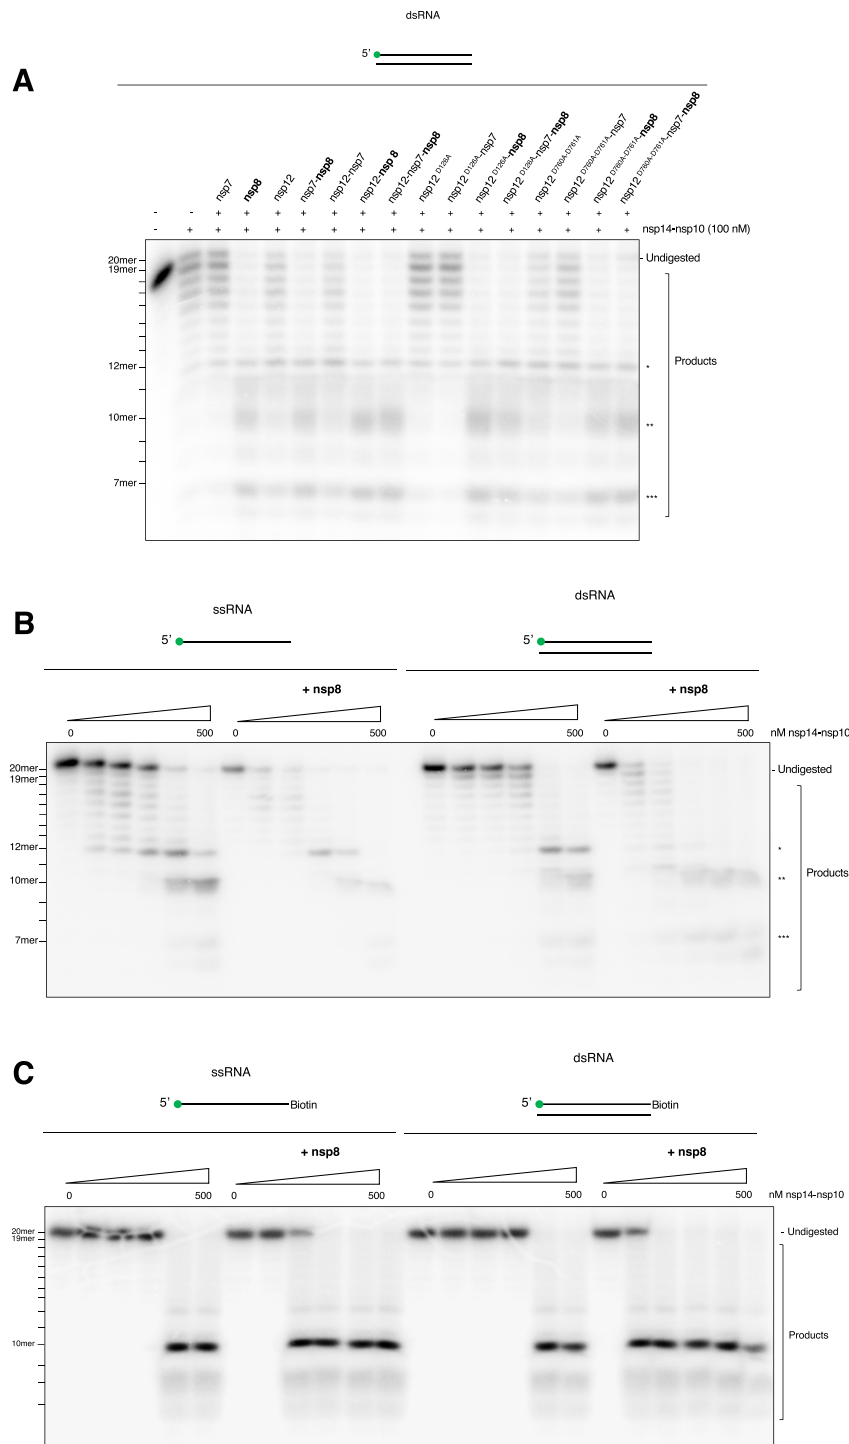 dsRNA
5’
A
nsp7
nsp8
nsp12
nsp7-nsp8
nsp12-nsp7
nsp12-nsp 8
nsp12-nsp7-nsp8
nsp12 D126A
nsp12 D126A-nsp7
nsp12 D126A-nsp8
nsp12 D126A-nsp7-nsp8
nsp12 D760A-D761A
nsp12 D760A-D761A-nsp7
nsp12 D760A-D761A-nsp8
nsp12 D760A-D761A-nsp7-nsp8
- - + + + + + + + + + + + + + + +
- + + + + + + + + + + + + + + + + nsp14-nsp10 (100 nM)
20mer
- Undigested
19mer
12mer
*
Products
10mer
**
7mer
***
B
ssRNA
dsRNA
5’
5’
+ nsp8
+ nsp8
0 500 0 500 0 500 0 500 nM nsp14-nsp10
20mer
- Undigested
19mer
12mer
*
Products
10mer
**
7mer
***
C
ssRNA
dsRNA
5’ Biotin
5’ Biotin
+ nsp8
+ nsp8
0 500 0 500 0 500 0 500 nM nsp14-nsp10
20mer
- Undigested
19mer
Products
10mer